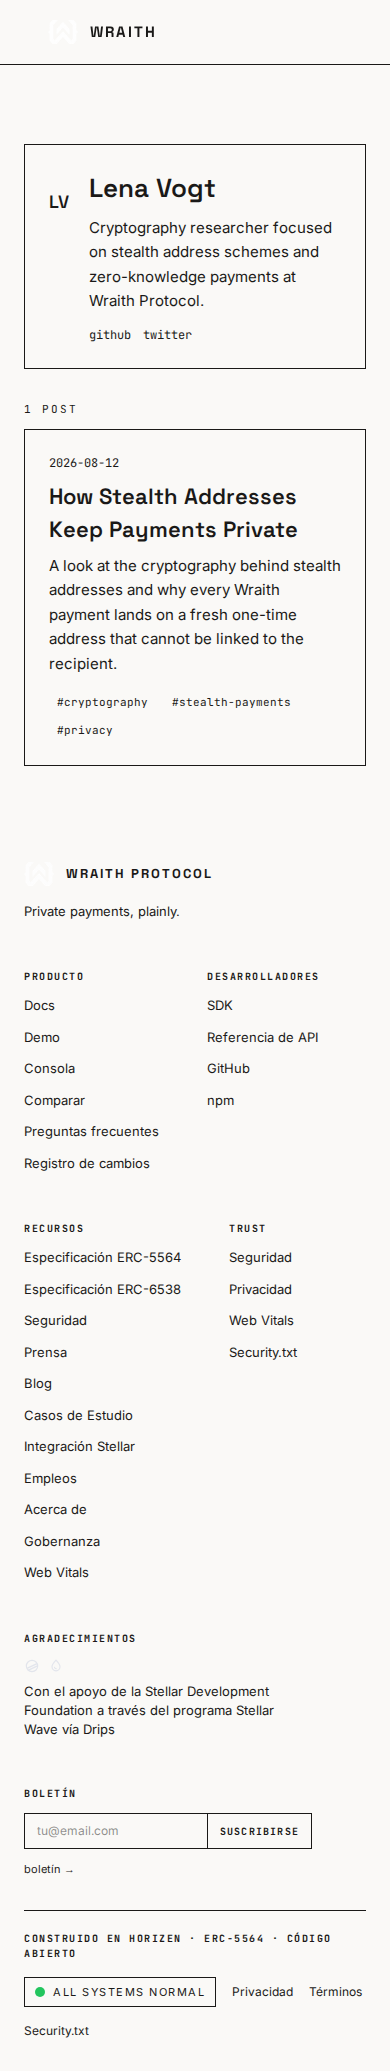 WRAITH
LV
Lena Vogt
Cryptography researcher focused
on stealth address schemes and
zero-knowledge payments at
Wraith Protocol.
github twitter
1 POST
2026-08-12
How Stealth Addresses
Keep Payments Private
A look at the cryptography behind stealth
addresses and why every Wraith
payment lands on a fresh one-time
address that cannot be linked to the
recipient.
#cryptography #stealth-payments
#privacy
WRAITH PROTOCOL
Private payments, plainly.
PRODUCTO
Docs
Demo
Consola
Comparar
Preguntas frecuentes
Registro de cambios
DESARROLLADORES
SDK
Referencia de API
GitHub
npm
RECURSOS
Especificación ERC-5564
Especificación ERC-6538
Seguridad
Prensa
Blog
Casos de Estudio
Integración Stellar
Empleos
Acerca de
Gobernanza
Web Vitals
TRUST
Seguridad
Privacidad
Web Vitals
Security.txt
AGRADECIMIENTOS
Con el apoyo de la Stellar Development
Foundation a través del programa Stellar
Wave vía Drips
BOLETÍN
tu@email.com SUSCRIBIRSE
boletín →
CONSTRUIDO EN HORIZEN · ERC-5564 · CÓDIGO
ABIERTO
ALL SYSTEMS NORMAL Privacidad Términos
Security.txt